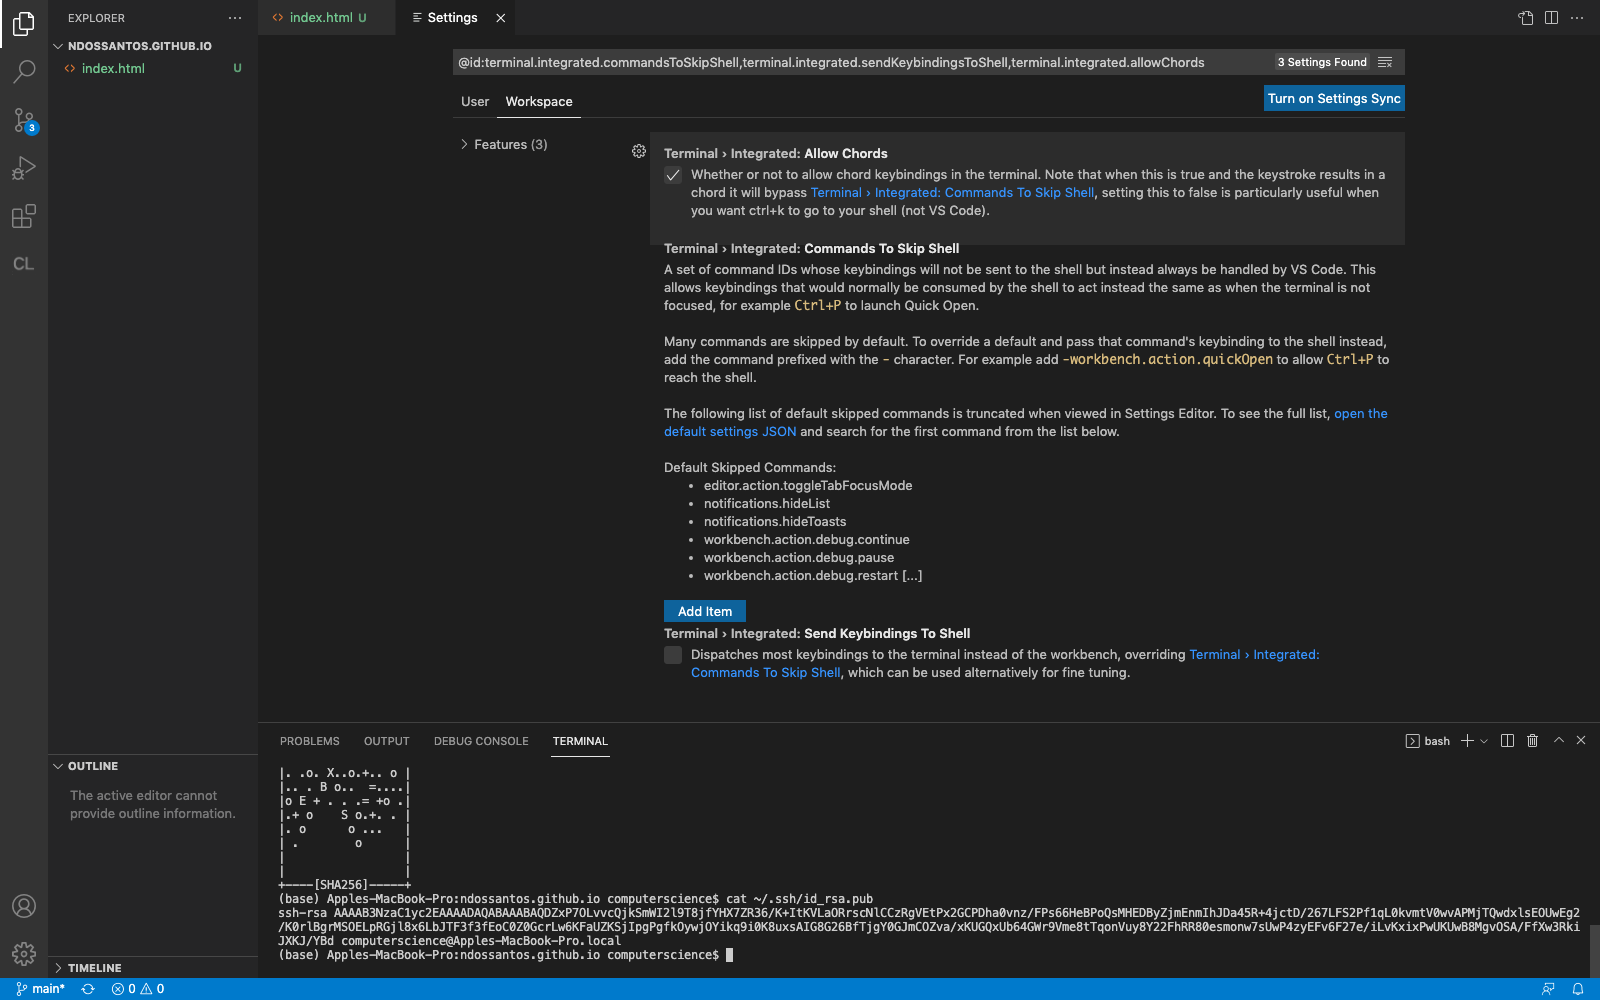 EXPLORER
index.html U
Settings
NDOSSANTOS.GITHUB.IO
index.html U
3
CL
@id:terminal.integrated.commandsToSkipShell,terminal.integrated.sendKeybindingsToShell,terminal.integrated.allowChords
3 Settings Found
User
Workspace
Turn on Settings Sync
Features (3)
Terminal › Integrated: Allow Chords
Whether or not to allow chord keybindings in the terminal. Note that when this is true and the keystroke results in a
chord it will bypass Terminal › Integrated: Commands To Skip Shell, setting this to false is particularly useful when
you want ctrl+k to go to your shell (not VS Code).
Terminal › Integrated: Commands To Skip Shell
A set of command IDs whose keybindings will not be sent to the shell but instead always be handled by VS Code. This
allows keybindings that would normally be consumed by the shell to act instead the same as when the terminal is not
focused, for example Ctrl+P to launch Quick Open.
Many commands are skipped by default. To override a default and pass that command's keybinding to the shell instead,
add the command prefixed with the - character. For example add -workbench.action.quickOpen to allow Ctrl+P to
reach the shell.
The following list of default skipped commands is truncated when viewed in Settings Editor. To see the full list, open the
default settings JSON and search for the first command from the list below.
Default Skipped Commands:
• editor.action.toggleTabFocusMode
• notifications.hideList
• notifications.hideToasts
• workbench.action.debug.continue
• workbench.action.debug.pause
• workbench.action.debug.restart [...]
Add Item
Terminal › Integrated: Send Keybindings To Shell
Dispatches most keybindings to the terminal instead of the workbench, overriding Terminal › Integrated:
Commands To Skip Shell, which can be used alternatively for fine tuning.
OUTLINE
The active editor cannot
provide outline information.
TIMELINE
PROBLEMS
OUTPUT
DEBUG CONSOLE
TERMINAL
bash
|. .o. X..o.+.. o |
|.. . B o..  =....|
|o E + . . .= +o .|
|.+ o    S o.+. . |
|. o      o ...   |
| .        o      |
|                 |
|                 |
+----[SHA256]-----+
(base) Apples-MacBook-Pro:ndossantos.github.io computerscience$ cat ~/.ssh/id_rsa.pub
ssh-rsa AAAAB3NzaC1yc2EAAAADAQABAAABAQDZxP7OLvvcQjkSmWI2l9T8jfYHX7ZR36/K+ItKVLaORrscNlCCzRgVEtPx2GCPDha0vnz/FPs66HeBPoQsMHEDByZjmEnmIhJDa45R+4jctD/267LFS2Pf1qL0kvmtV0wvAPMjTQwdxlsEOUwEg2
/K0rlBgrMSOELpRGjl8x6LbJTF3f3fEoC0Z0GcrLw6KFaUZKSjIpgPgfkOywjOYikq9i0K8uxsAIG8G26BfTjgY0GJmCOZva/xKUGQxUb64GWr9Vme8tTqonVuy8Y22FhRR80esmonw7sUwP4zyEFv6F27e/iLvKxixPwUKUwB8MgvOSA/FfXw3Rki
JXKJ/YBd computerscience@Apples-MacBook-Pro.local
(base) Apples-MacBook-Pro:ndossantos.github.io computerscience$
main*
0
0